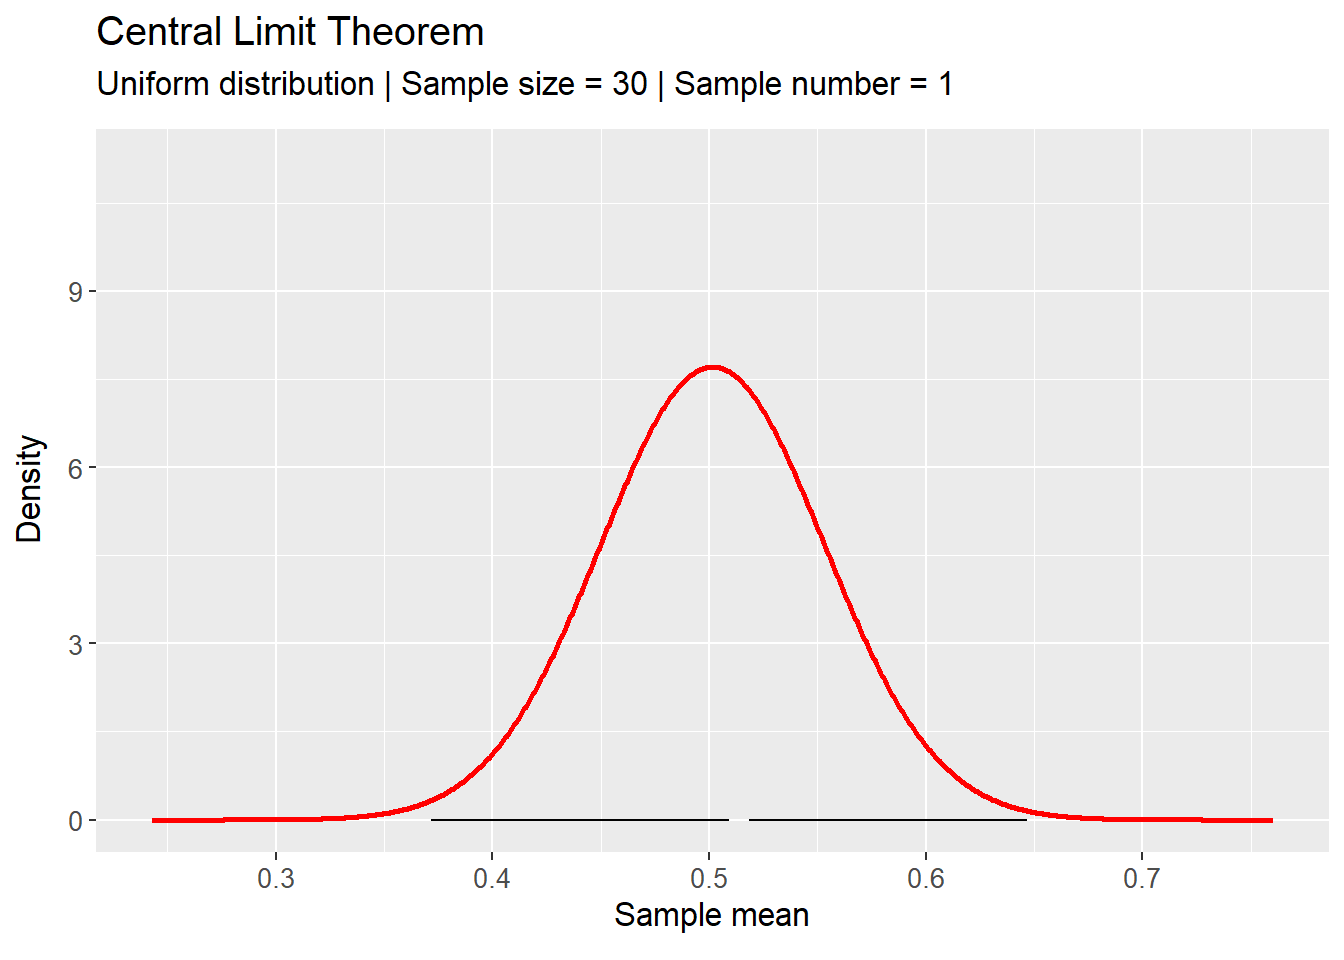 Central Limit Theorem
Uniform distribution | Sample size = 30 | Sample number = 1
9
6
3
0
Density
0.3 0.4 0.5 0.6 0.7
Sample mean